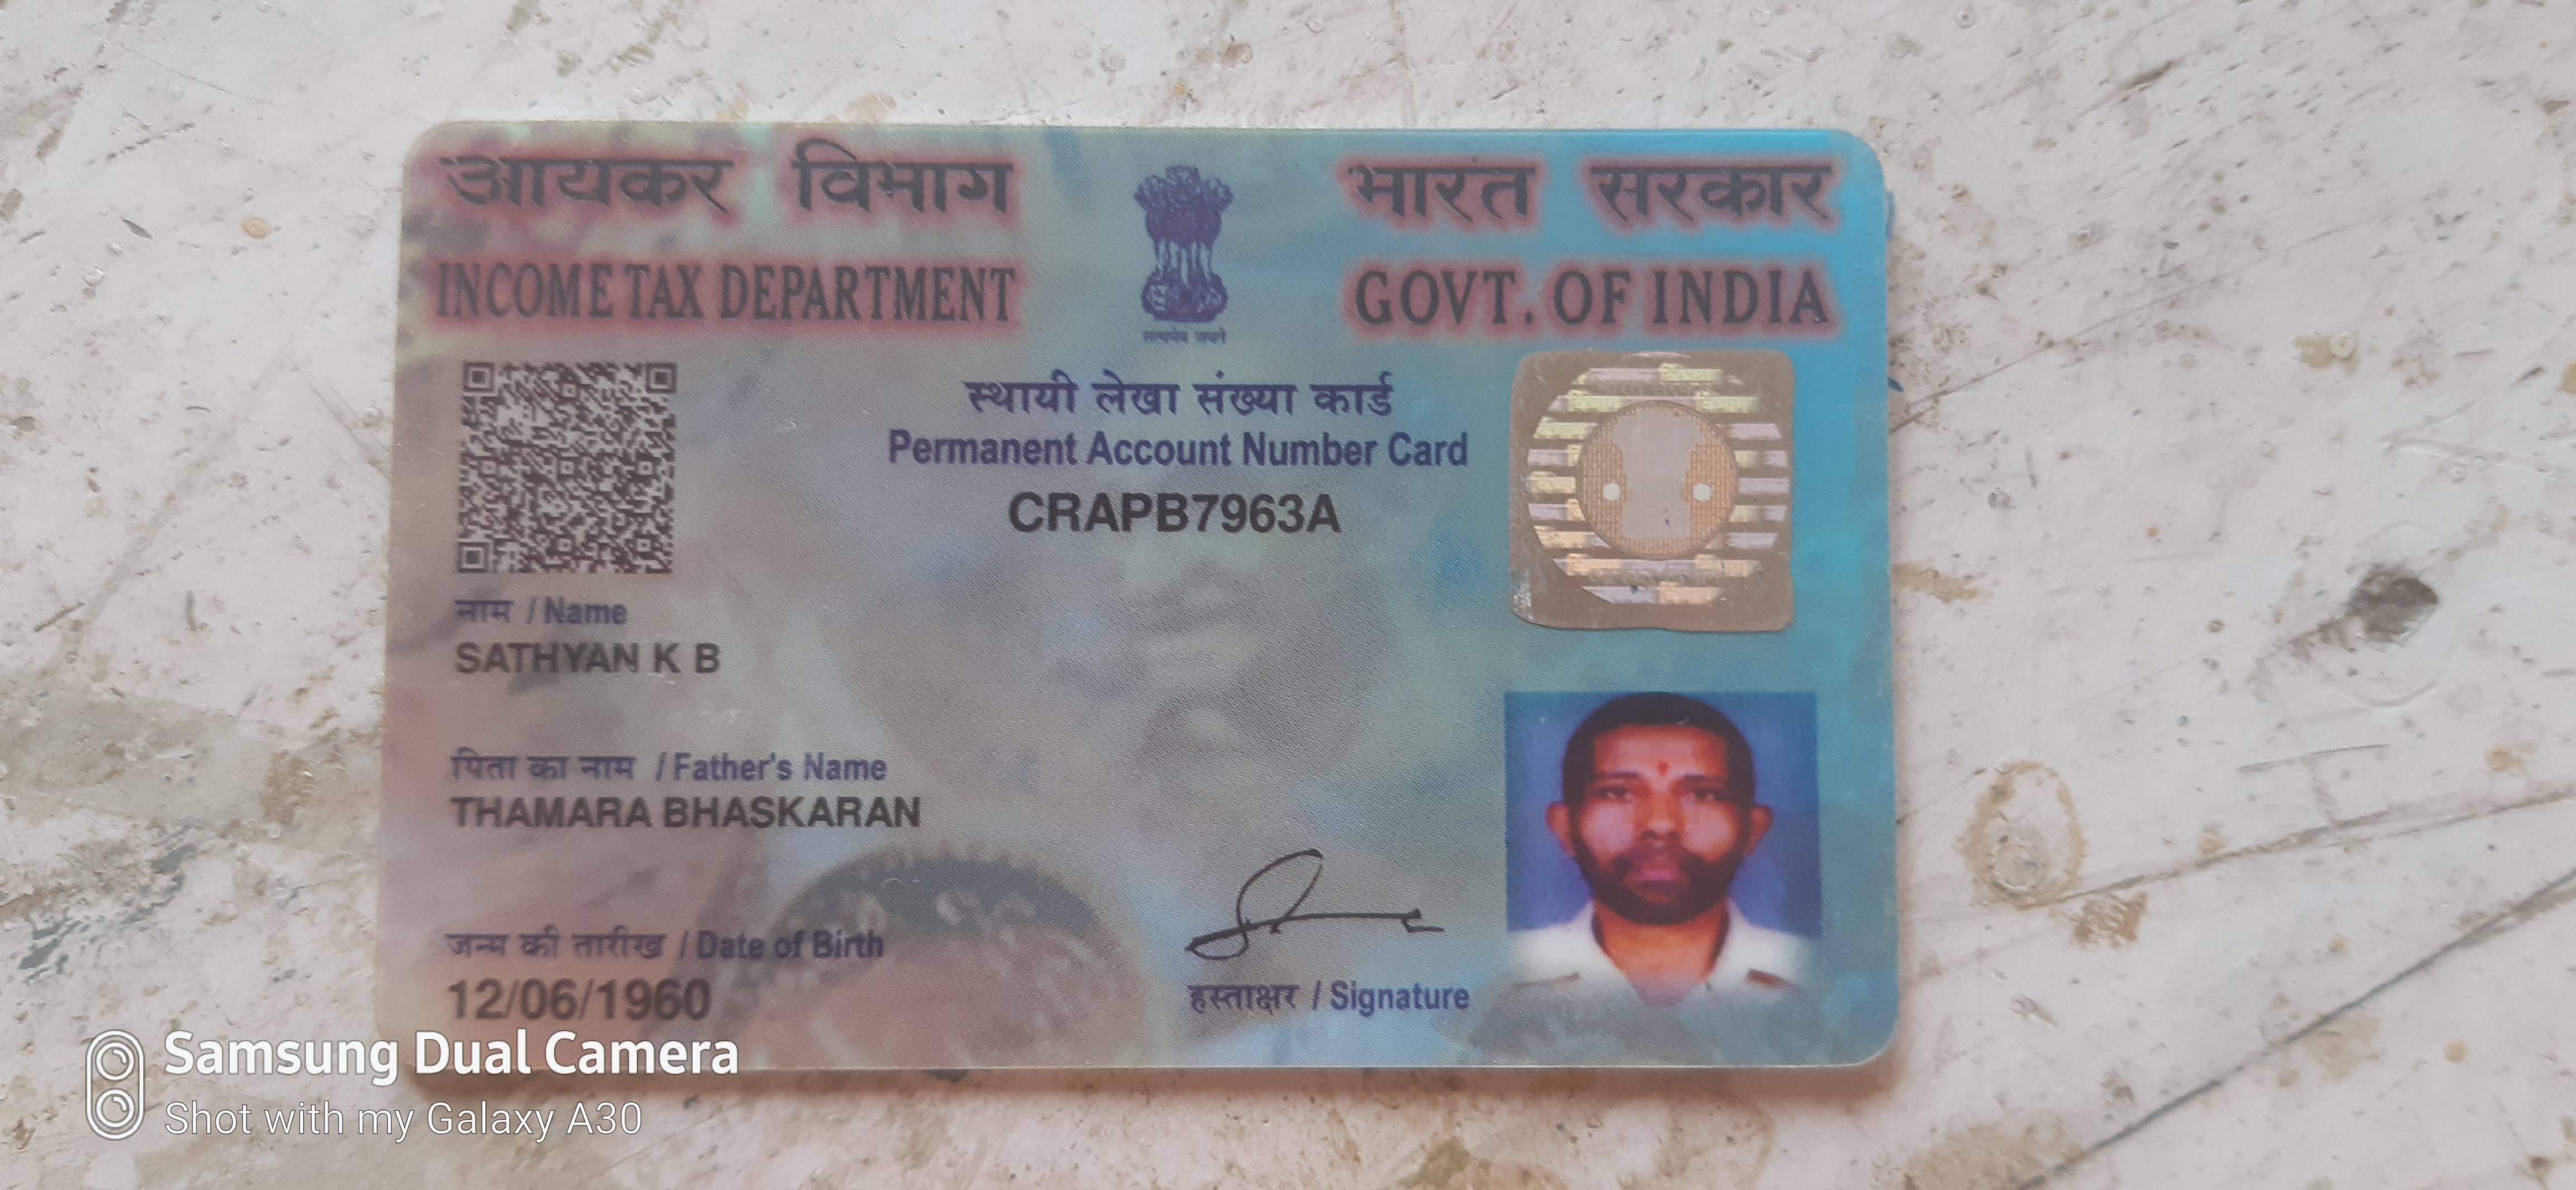 आयकर विभाग
INCOME TAX DEPARTMENT
सत्यमेव जयते
भारत सरकार
GOVT. OF INDIA
स्थायी लेखा संख्या कार्ड
Permanent Account Number Card
CRAPB7963A
नाम / Name
SATHYAN K B
पिता का नाम / Father's Name
THAMARA BHASKARAN
जन्म की तारीख / Date of Birth
12/06/1960
हस्ताक्षर / Signature
Samsung Dual Camera
Shot with my Galaxy A30